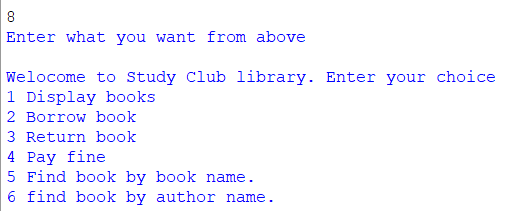 8
Enter what you want from above
Welocome to Study Club library. Enter your choice
1 Display books
2 Borrow book
3 Return book
4 Pay fine
5 Find book by book name.
6 find book by author name.